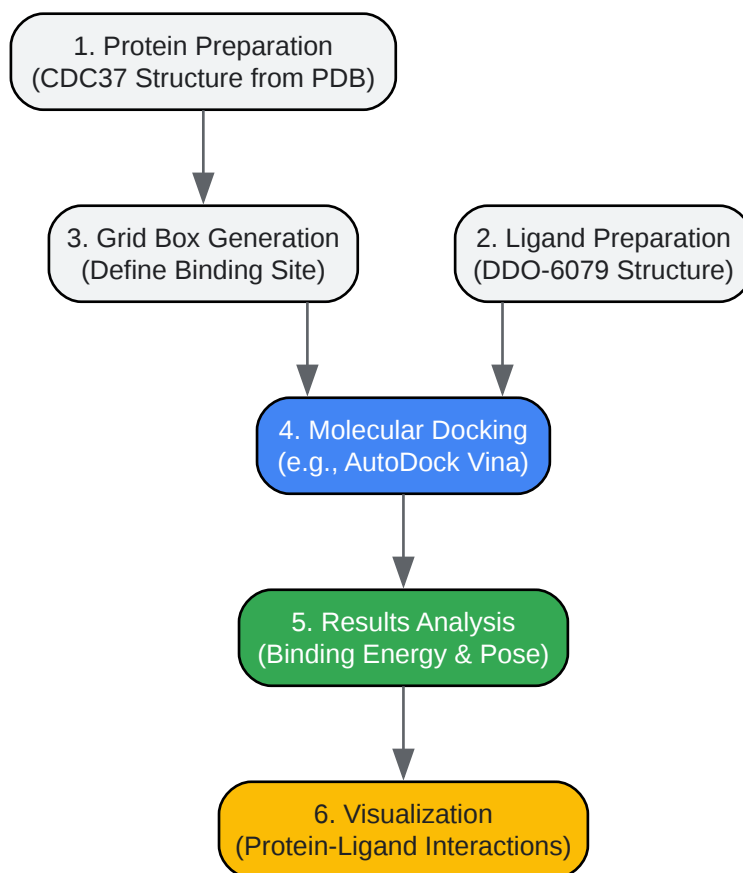 1. Protein Preparation
(CDC37 Structure from PDB)
3. Grid Box Generation
(Define Binding Site)
2. Ligand Preparation
(DDO-6079 Structure)
4. Molecular Docking
(e.g., AutoDock Vina)
5. Results Analysis
(Binding Energy & Pose)
6. Visualization
(Protein-Ligand Interactions)